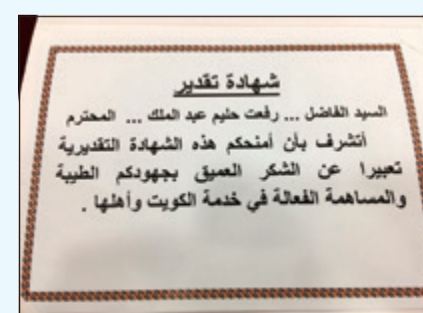 شهادة تقدير
السيد الفاضل ... رفعت حليم عبد الملك ... المحترم
أتشرف بأن أمنحكم هذه الشهادة التقديرية
تعبيرا عن الشكر العميق بجهودكم الطيبة
والمساهمة الفعالة في خدمة الكويت وأهلها .